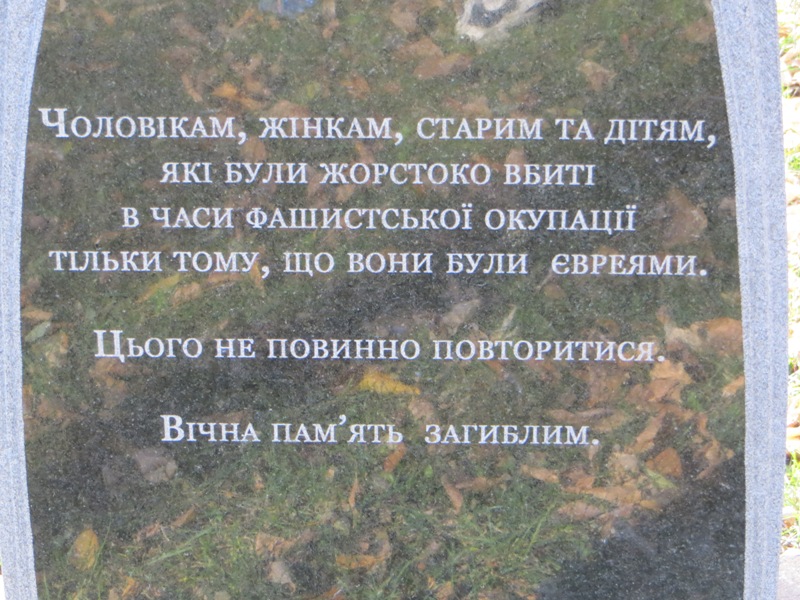 Чоловікам, жінкам, старим та дітям,
які були жорстоко вбиті
в часи фашистської окупації
тільки тому, що вони були євреями.
Цього не повинно повторитися.
Вічна пам'ять загиблим.